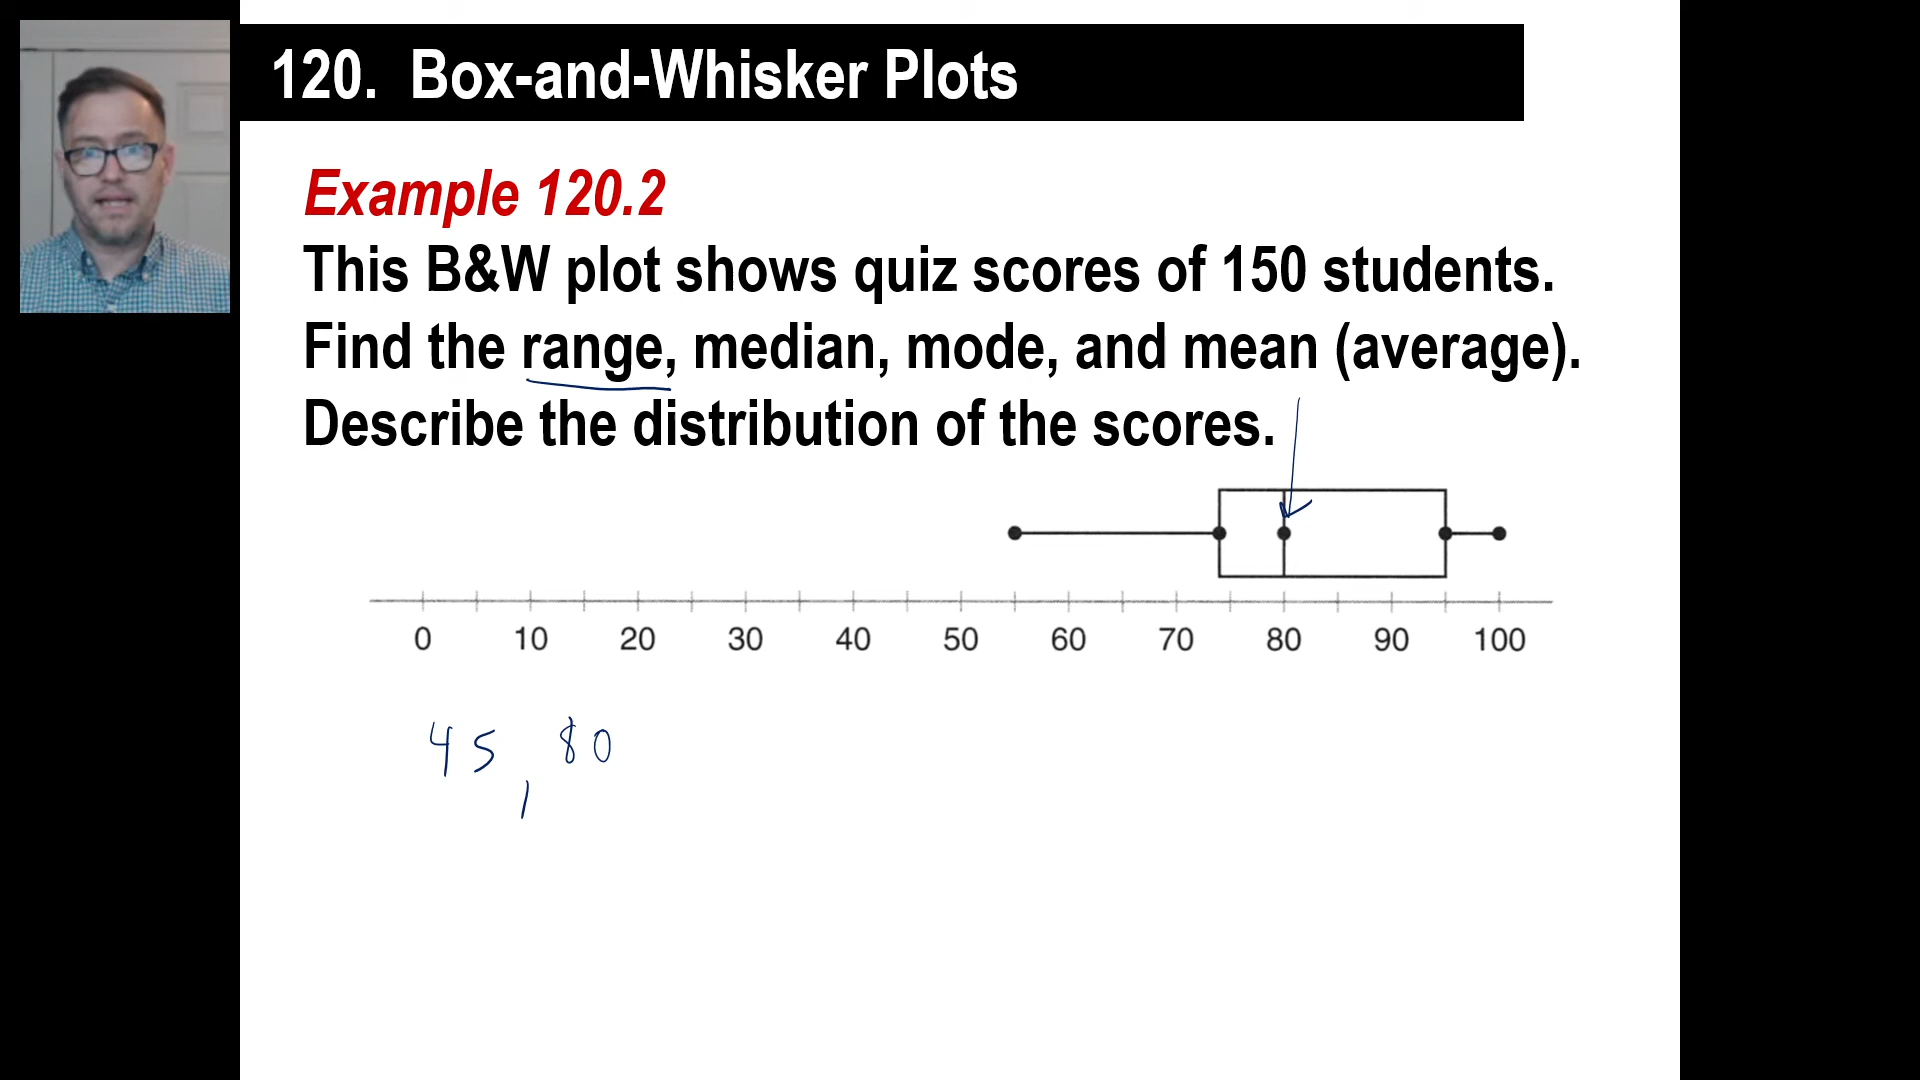 120. Box-and-Whisker Plots
Example 120.2
This B&W plot shows quiz scores of 150 students.
Find the range, median, mode, and mean (average).
Describe the distribution of the scores.
0 10 20 30 40 50 60 70 80 90 100
45, 80